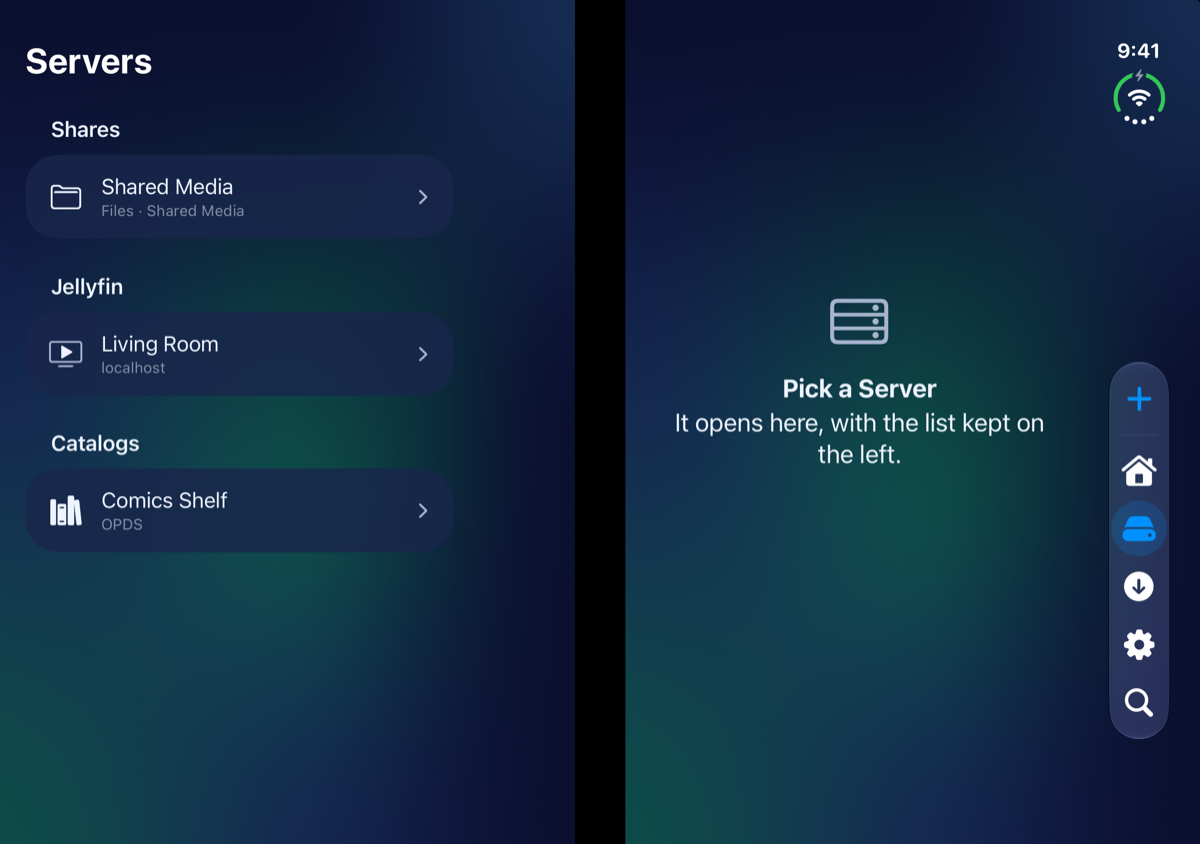 Servers
Shares
Shared Media
Files · Shared Media
Jellyfin
Living Room
localhost
Catalogs
Comics Shelf
OPDS
9:41
Pick a Server
It opens here, with the list kept on
the left.